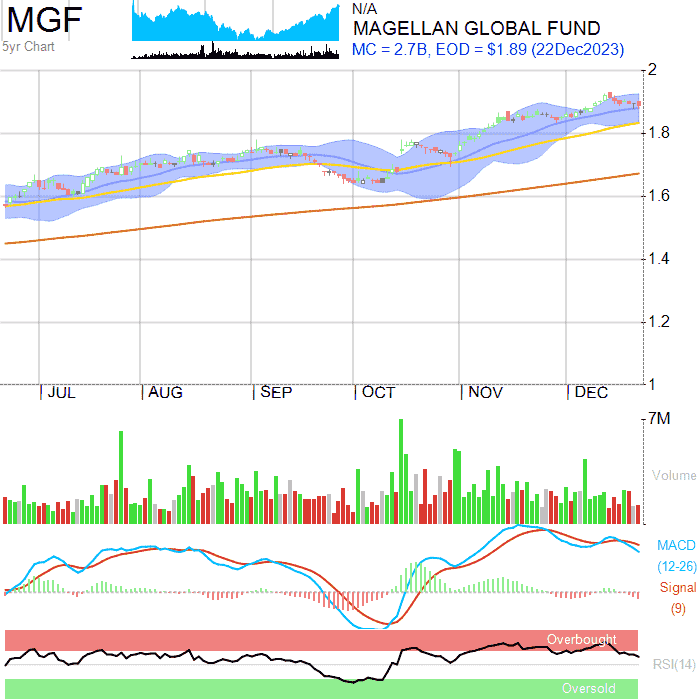 MGF
5yr Chart
N/A
MAGELLAN GLOBAL FUND
MC = 2.7B, EOD = $1.89 (22Dec2023)
2
1.8
1.6
1.4
1.2
1
JUL AUG SEP OCT NOV DEC
7M
Volume
MACD
(12-26)
Signal
(9)
Overbought
RSI(14)
Oversold